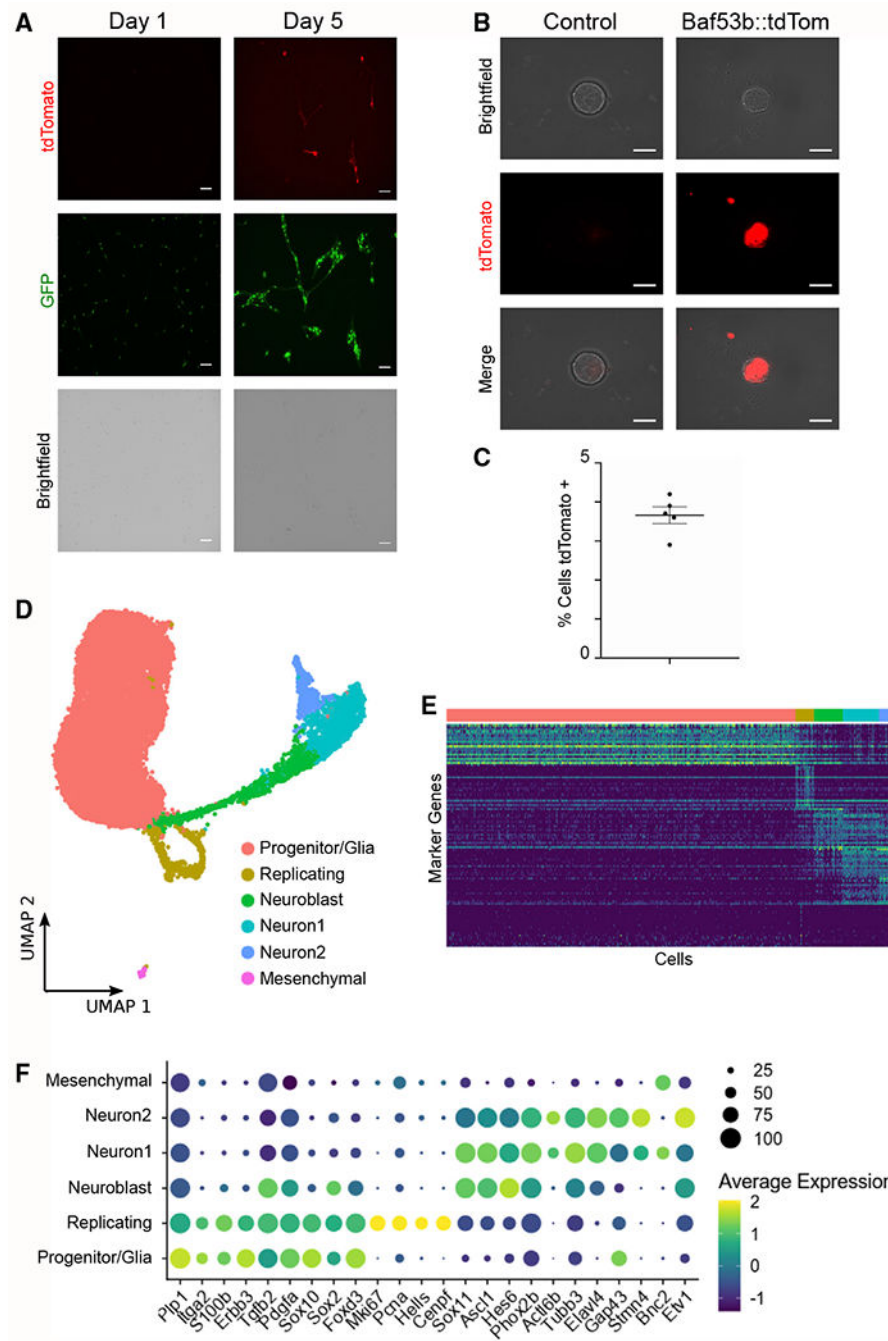 A
Day 1
Day 5
tdTomato
GFP
Brightfield
B
Control
Baf53b::tdTom
Brightfield
tdTomato
Merge
C
5
0
% Cells tdTomato +
D
Progenitor/Glia
Replicating
Neuroblast
Neuron1
Neuron2
Mesenchymal
UMAP 2
UMAP 1
E
Marker Genes
Cells
F
Mesenchymal
Neuron2
Neuron1
Neuroblast
Replicating
Progenitor/Glia
Plp1
Itga2
S100b
Erbb3
Tgfb2
Pdgfa
Sox10
Sox2
Foxd3
Mki67
Pcna
Hells
Cenpf
Sox11
Ascl1
Hes6
Phox2b
Actl6b
Tubb3
Elavl4
Gap43
Stmn4
Bnc2
Etv1
25
50
75
100
Average Expression
2
1
0
-1